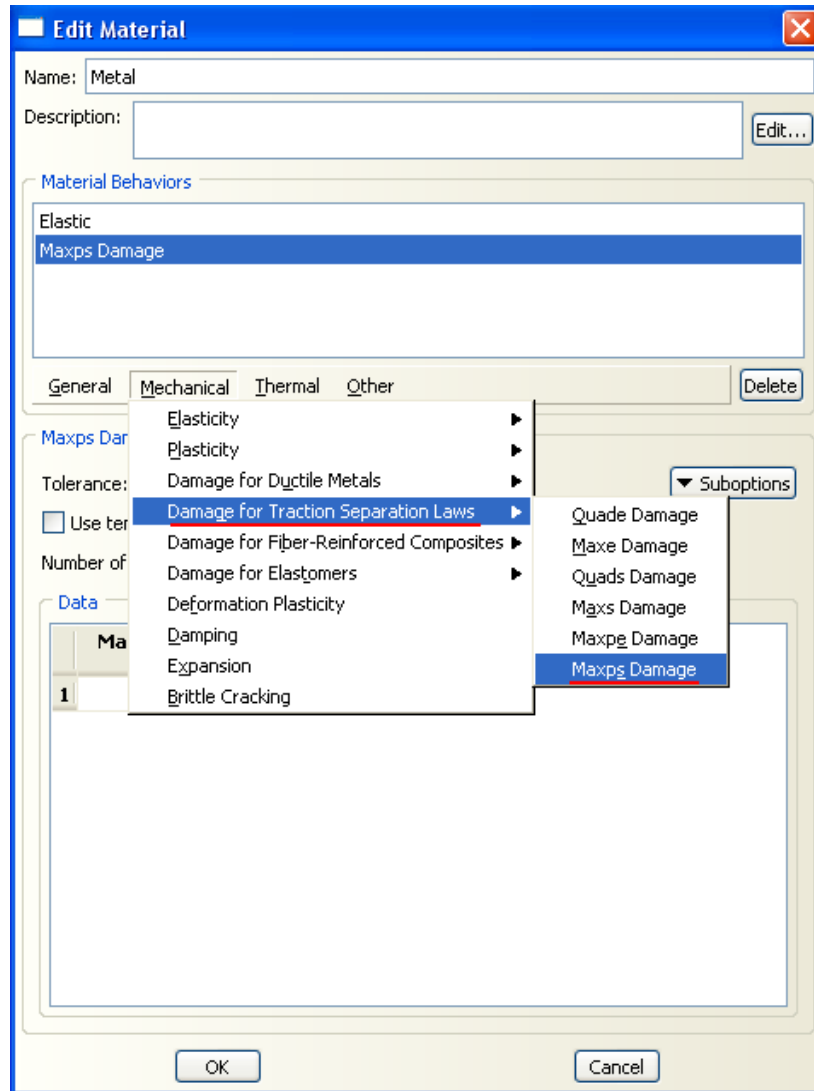 Edit Material
Name: Metal
Description:
Edit...
Material Behaviors
Elastic
Maxps Damage
General Mechanical Thermal Other Delete
Elasticity
Maxps Dar
Plasticity
Tolerance: Damage for Ductile Metals Suboptions
Damage for Traction Separation Laws Quade Damage
Use ter
Damage for Fiber-Reinforced Composites Maxe Damage
Number of
Damage for Elastomers Quads Damage
Data Deformation Plasticity Maxs Damage
Ma Damping Maxpe Damage
Expansion Maxps Damage
1 Brittle Cracking
OK Cancel